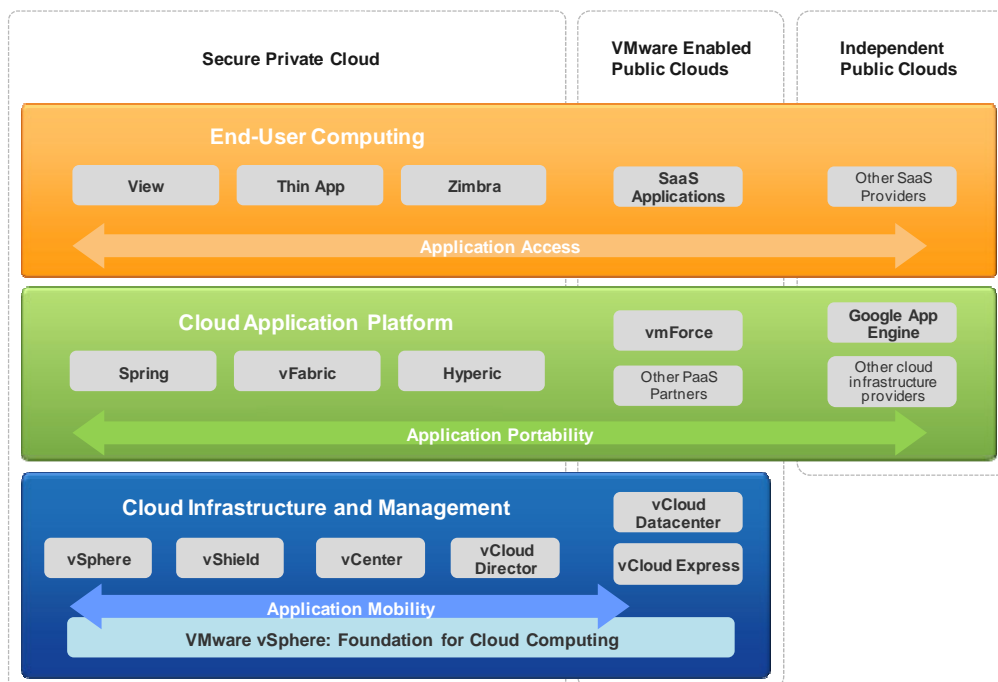 Secure Private Cloud
VMware Enabled
Public Clouds
Independent
Public Clouds
End-User Computing
View
Thin App
Zimbra
SaaS
Applications
Other SaaS
Providers
Application Access
Cloud Application Platform
Spring
vFabric
Hyperic
vmForce
Other PaaS
Partners
Google App
Engine
Other cloud
infrastructure
providers
Application Portability
Cloud Infrastructure and Management
vSphere
vShield
vCenter
vCloud
Director
vCloud
Datacenter
vCloud Express
Application Mobility
VMware vSphere: Foundation for Cloud Computing